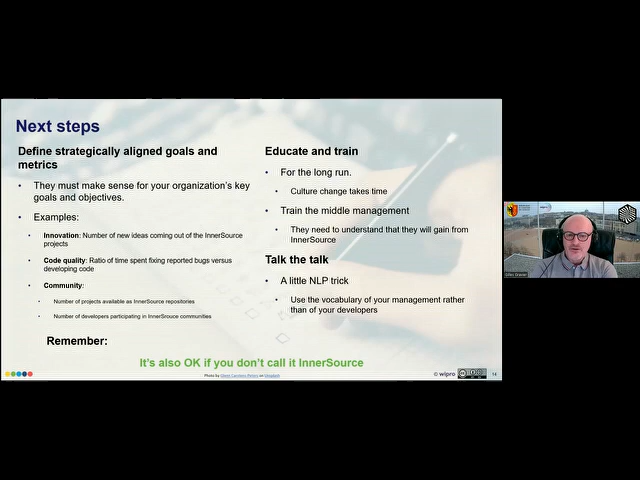 Next steps
Define strategically aligned goals and
metrics
• They must make sense for your organization's key
goals and objectives.
• Examples:
• Innovation: Number of new ideas coming out of the InnerSource
projects
• Code quality: Ratio of time spent fixing reported bugs versus
developing code
• Community:
• Number of projects available as InnerSource repositories
• Number of developers participating in InnerSrouce communities
Educate and train
• For the long run.
• Culture change takes time
• Train the middle management
• They need to understand that they will gain from
InnerSource
Talk the talk
• A little NLP trick
• Use the vocabulary of your management rather
than of your developers
Remember:
It's also OK if you don't call it InnerSource
Photo by
on Unsplash
© wipro
14